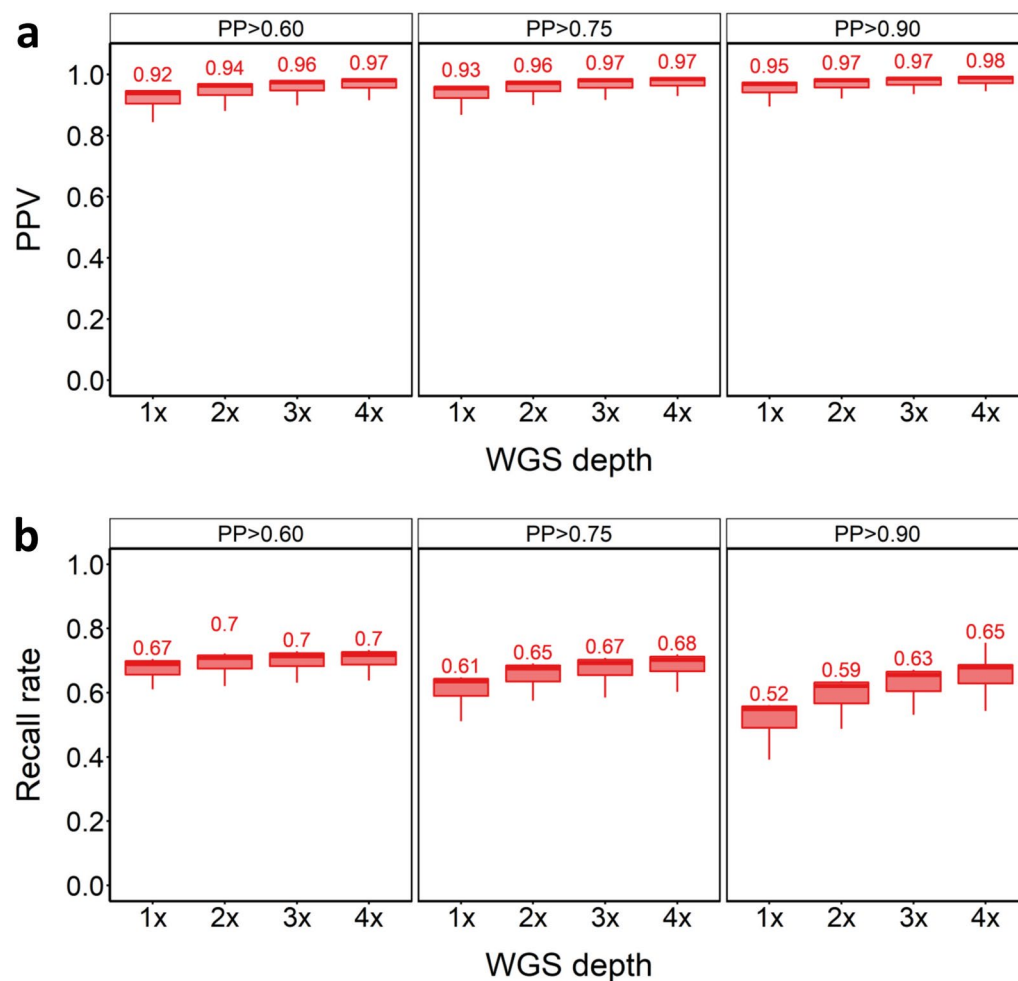 a
PP>0.60 PP>0.75 PP>0.90
0.92 0.94 0.96 0.97 0.93 0.96 0.97 0.97 0.95 0.97 0.97 0.98
PPV
1.0
0.8
0.6
0.4
0.2
0.0
1x 2x 3x 4x 1x 2x 3x 4x 1x 2x 3x 4x
WGS depth
b
PP>0.60 PP>0.75 PP>0.90
0.67 0.7 0.7 0.7 0.61 0.65 0.67 0.68 0.52 0.59 0.63 0.65
Recall rate
1.0
0.8
0.6
0.4
0.2
0.0
1x 2x 3x 4x 1x 2x 3x 4x 1x 2x 3x 4x
WGS depth